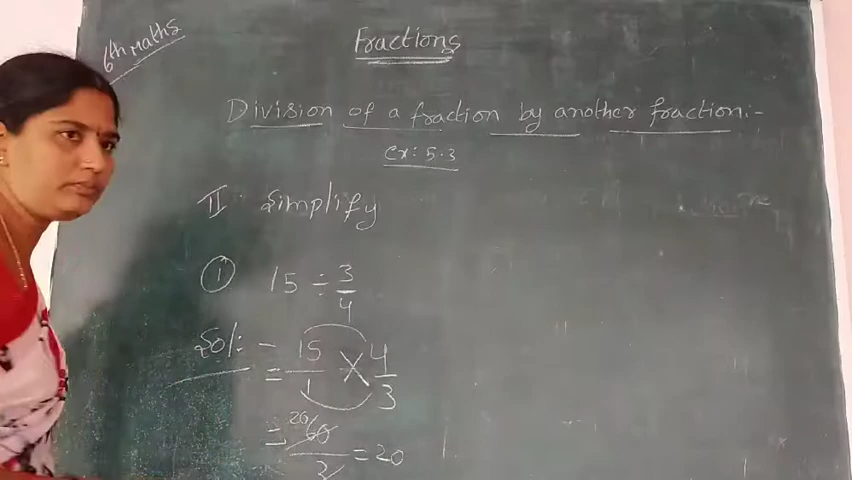 6th Maths
Fractions
Division of a fraction by another fraction:-
Ex: 5.3
II Simplify
① 15 ÷ 3/4
Sol:- = 15/1 × 4/3
= 20 60/3 = 20